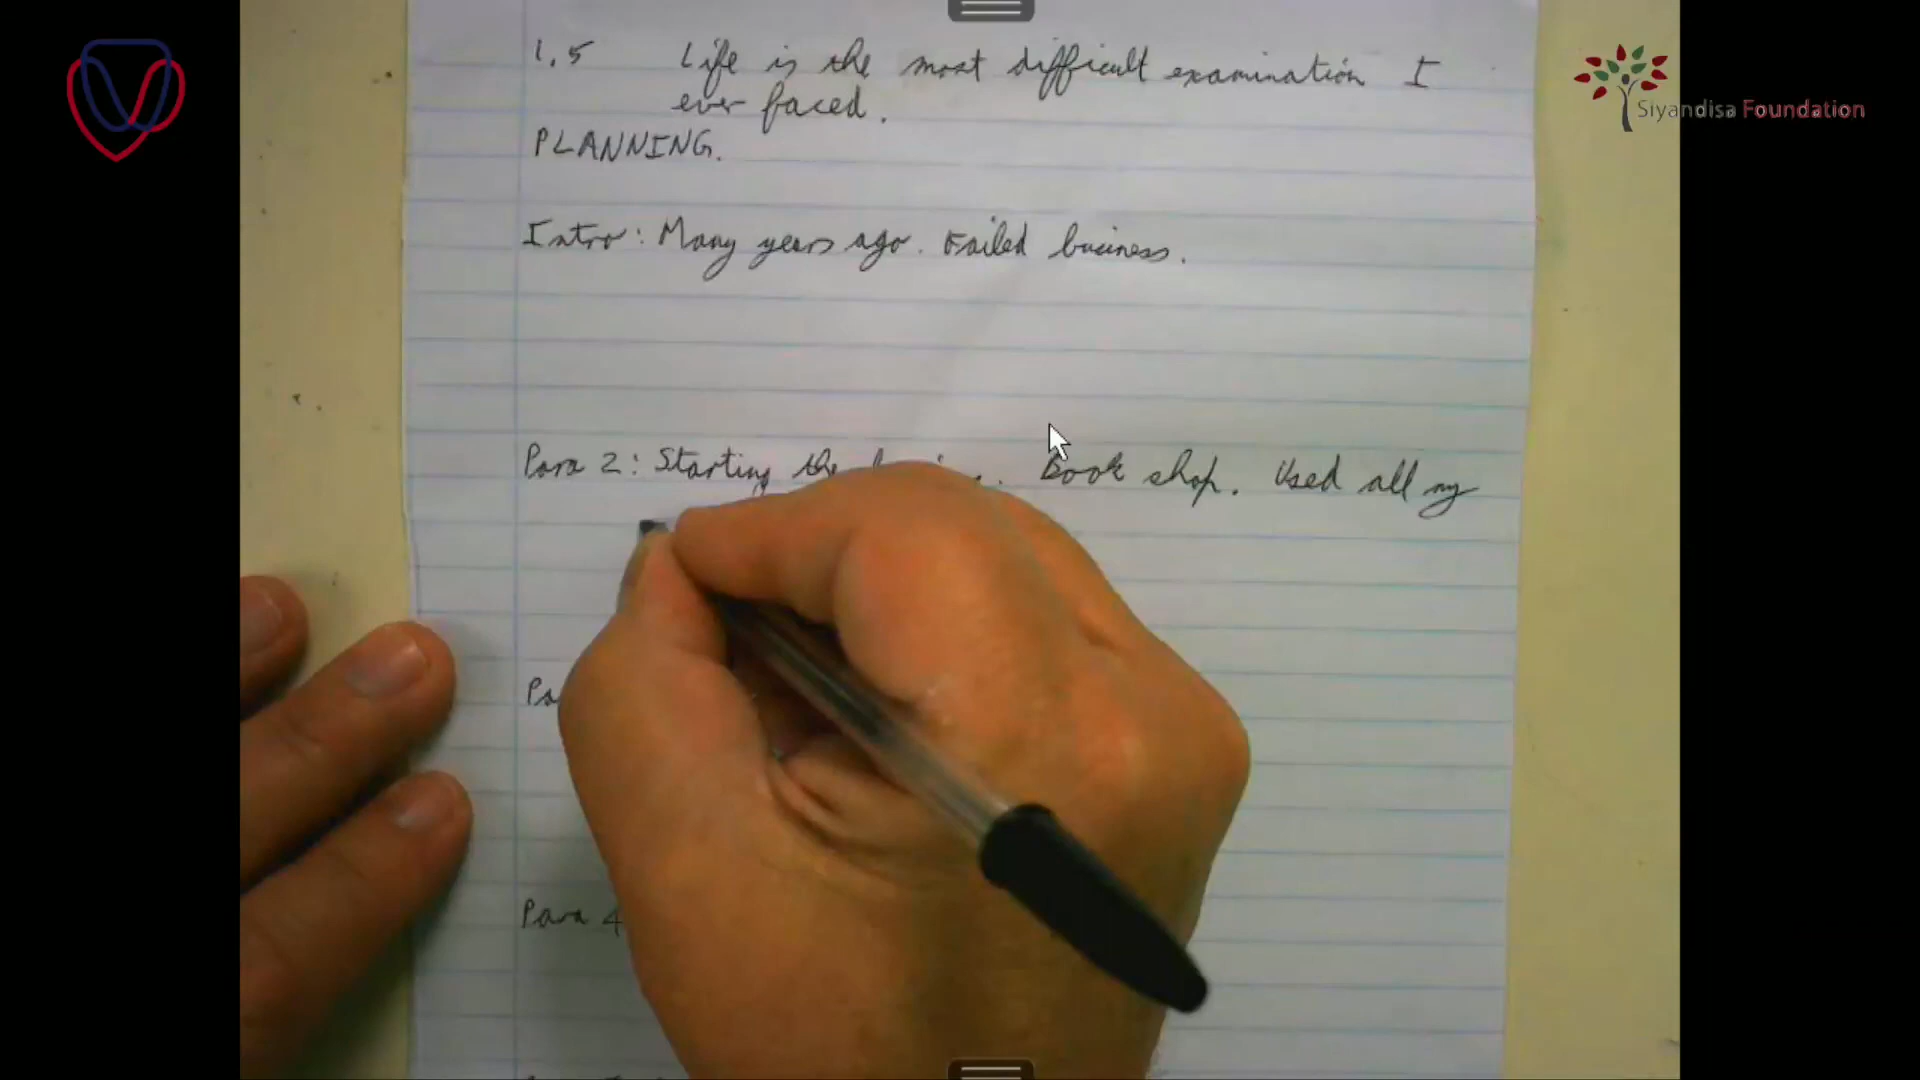 1.5 Life is the most difficult examination I
ever faced.
PLANNING.
Intro: Many years ago. Failed business.
Para 2: Starting the . Book shop. Used all my
Para 4
Siyandisa Foundation